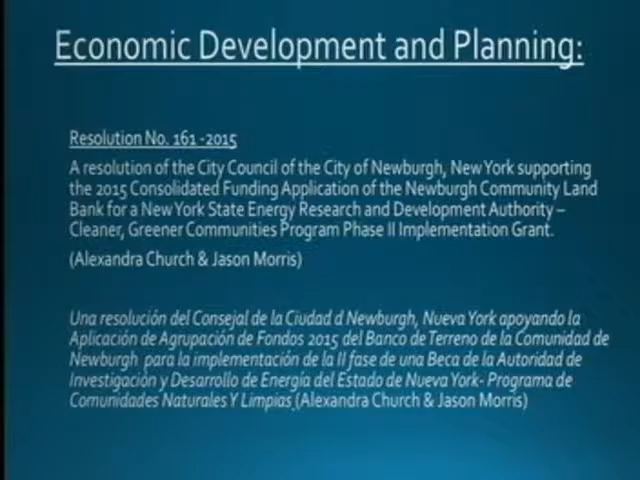 Economic Development and Planning:
Resolution No. 161 -2015
A resolution of the City Council of the City of Newburgh, New York supporting
the 2015 Consolidated Funding Application of the Newburgh Community Land
Bank for a New York State Energy Research and Development Authority –
Cleaner, Greener Communities Program Phase II Implementation Grant.
(Alexandra Church & Jason Morris)
Una resolución del Consejal de la Ciudad d Newburgh, Nueva York apoyando la
Aplicación de Agrupación de Fondos 2015 del Banco de Terreno de la Comunidad de
Newburgh para la implementación de la II fase de una Beca de la Autoridad de
Investigación y Desarrollo de Energía del Estado de Nueva York- Programa de
Comunidades Naturales Y Limpias (Alexandra Church & Jason Morris)